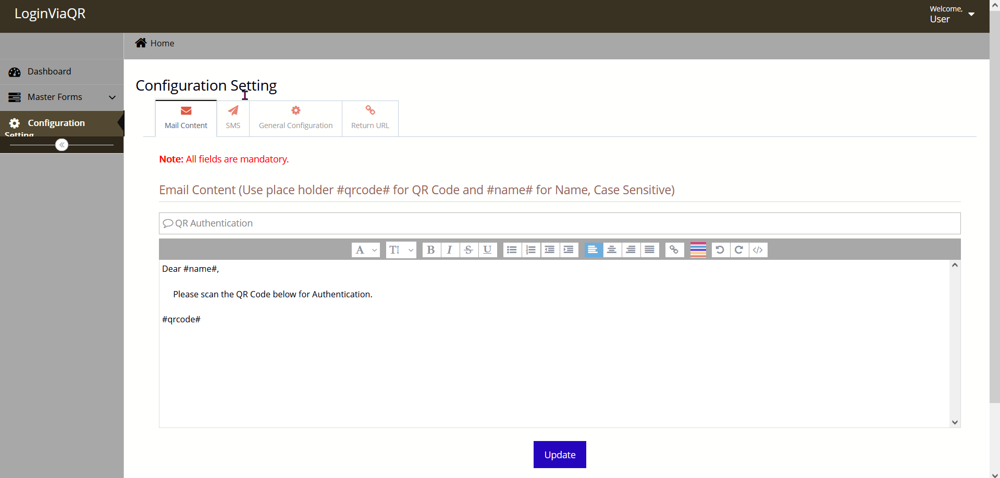 LoginViaQR
Welcome,
User
Home
Dashboard
Master Forms
Configuration
Setting
Configuration Setting
Mail Content
SMS
General Configuration
Return URL
Note: All fields are mandatory.
Email Content (Use place holder #qrcode# for QR Code and #name# for Name, Case Sensitive)
QR Authentication
Dear #name#,
Please scan the QR Code below for Authentication.
#qrcode#
Update